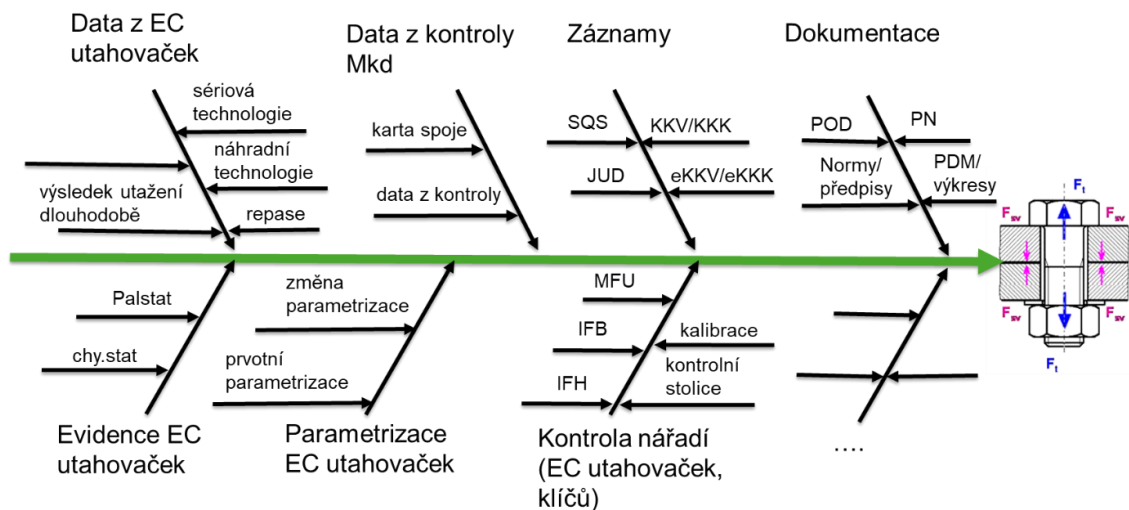 Data z EC
utahovaček
Data z kontroly
Mkd
Záznamy
Dokumentace
sériová
technologie
náhradní
technologie
výsledek utažení
dlouhodobě
repase
karta spoje
data z kontroly
SQS
KKV/KKK
JUD
eKKV/eKKK
POD
PN
Normy/
předpisy
PDM/
výkresy
Ft
Fsv
Fsv
Fsv
Fsv
Ft
Palstat
chy.stat
změna
parametrizace
prvotní
parametrizace
MFU
IFB
kalibrace
IFH
kontrolní
stolice
Evidence EC
utahovaček
Parametrizace
EC utahovaček
Kontrola nářadí
(EC utahovaček,
klíčů)
....